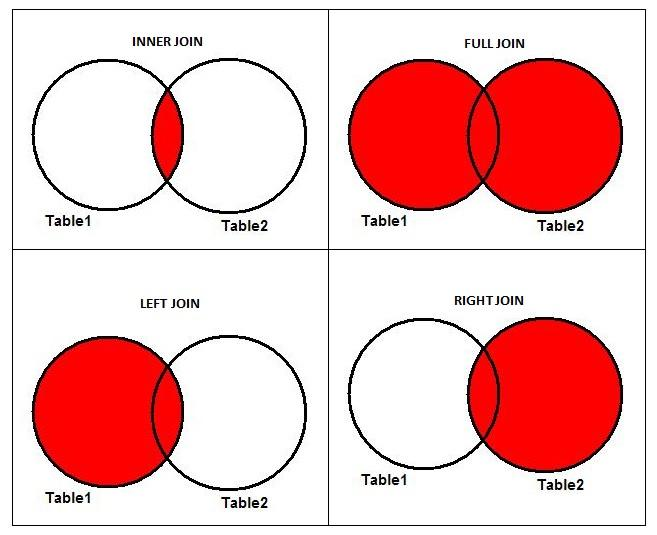 INNER JOIN
Table1
Table2
FULL JOIN
Table1
Table2
LEFT JOIN
Table1
Table2
RIGHT JOIN
Table1
Table2